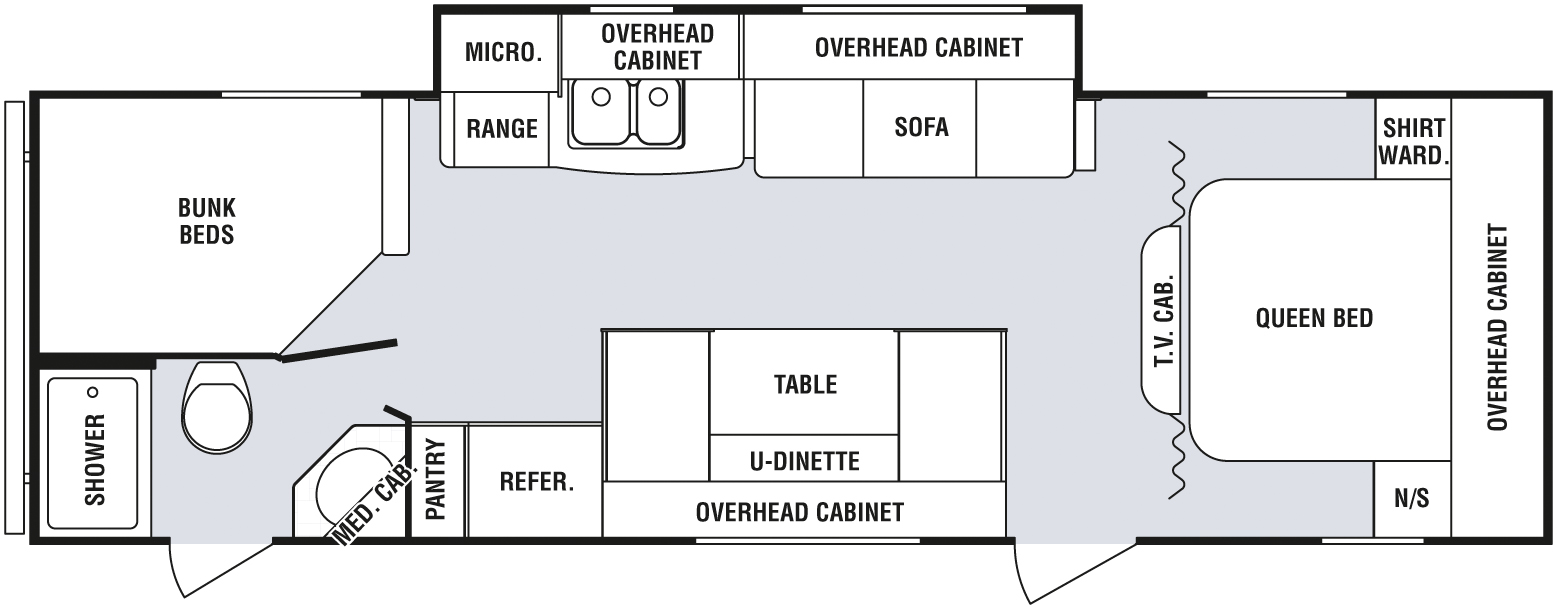 MICRO.
OVERHEAD
CABINET
OVERHEAD CABINET
RANGE
SOFA
SHIRT
WARD.
BUNK
BEDS
T.V. CAB.
QUEEN BED
OVERHEAD CABINET
TABLE
SHOWER
MED. CAB.
PANTRY
REFER.
U-DINETTE
OVERHEAD CABINET
N/S